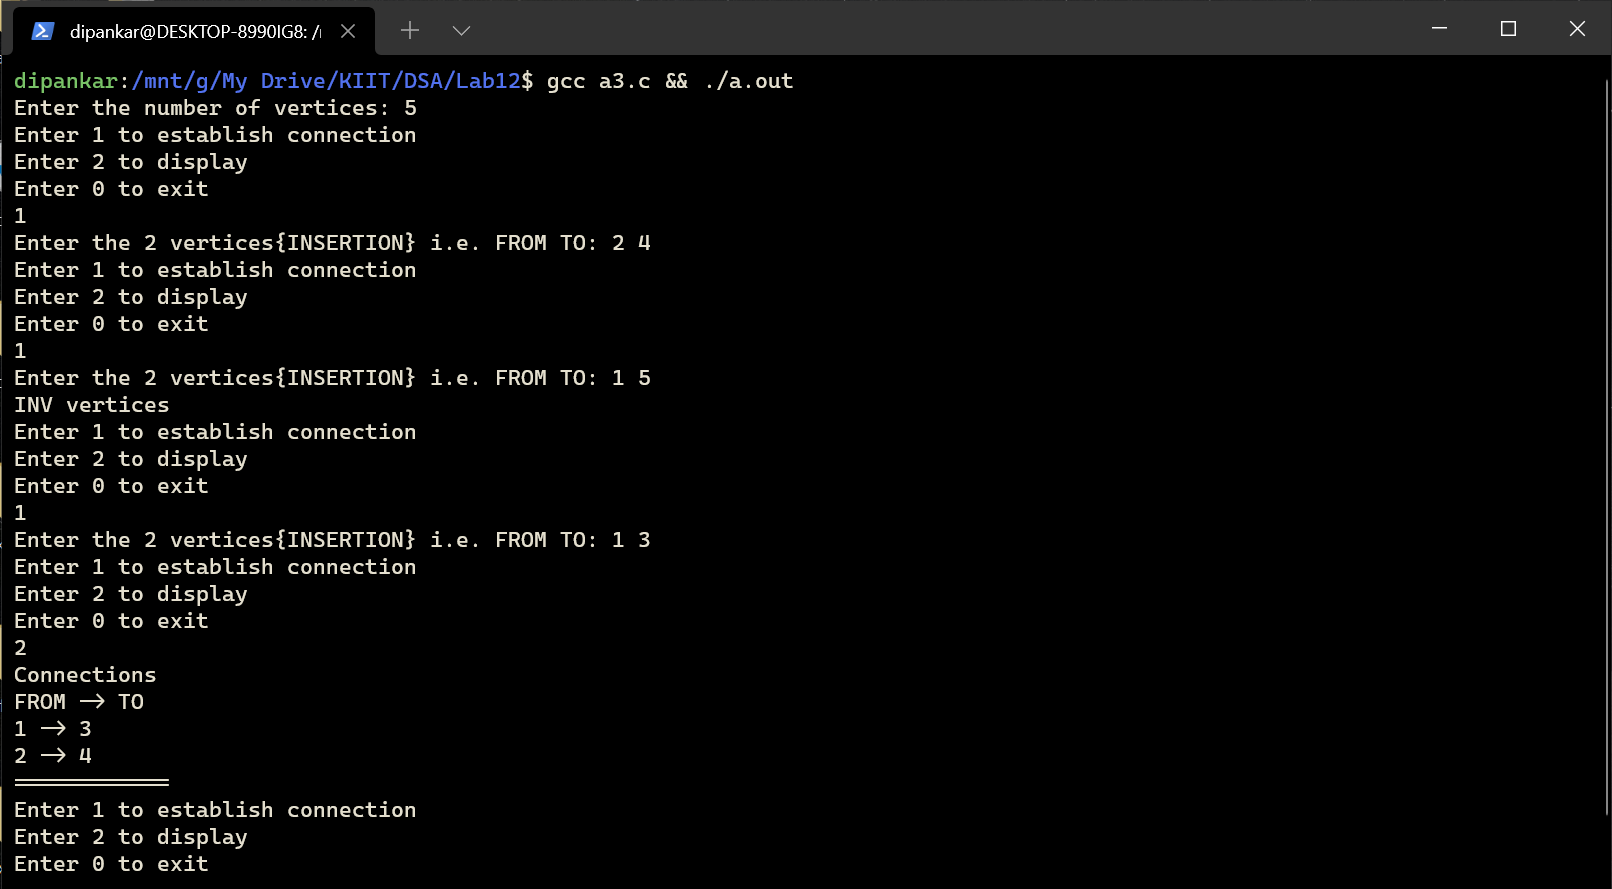 dipankar@DESKTOP-8990IG8: /
dipankar:/mnt/g/My Drive/KIIT/DSA/Lab12$ gcc a3.c && ./a.out
Enter the number of vertices: 5
Enter 1 to establish connection
Enter 2 to display
Enter 0 to exit
1
Enter the 2 vertices{INSERTION} i.e. FROM TO: 2 4
Enter 1 to establish connection
Enter 2 to display
Enter 0 to exit
1
Enter the 2 vertices{INSERTION} i.e. FROM TO: 1 5
INV vertices
Enter 1 to establish connection
Enter 2 to display
Enter 0 to exit
1
Enter the 2 vertices{INSERTION} i.e. FROM TO: 1 3
Enter 1 to establish connection
Enter 2 to display
Enter 0 to exit
2
Connections
FROM --> TO
1 --> 3
2 --> 4
============
Enter 1 to establish connection
Enter 2 to display
Enter 0 to exit